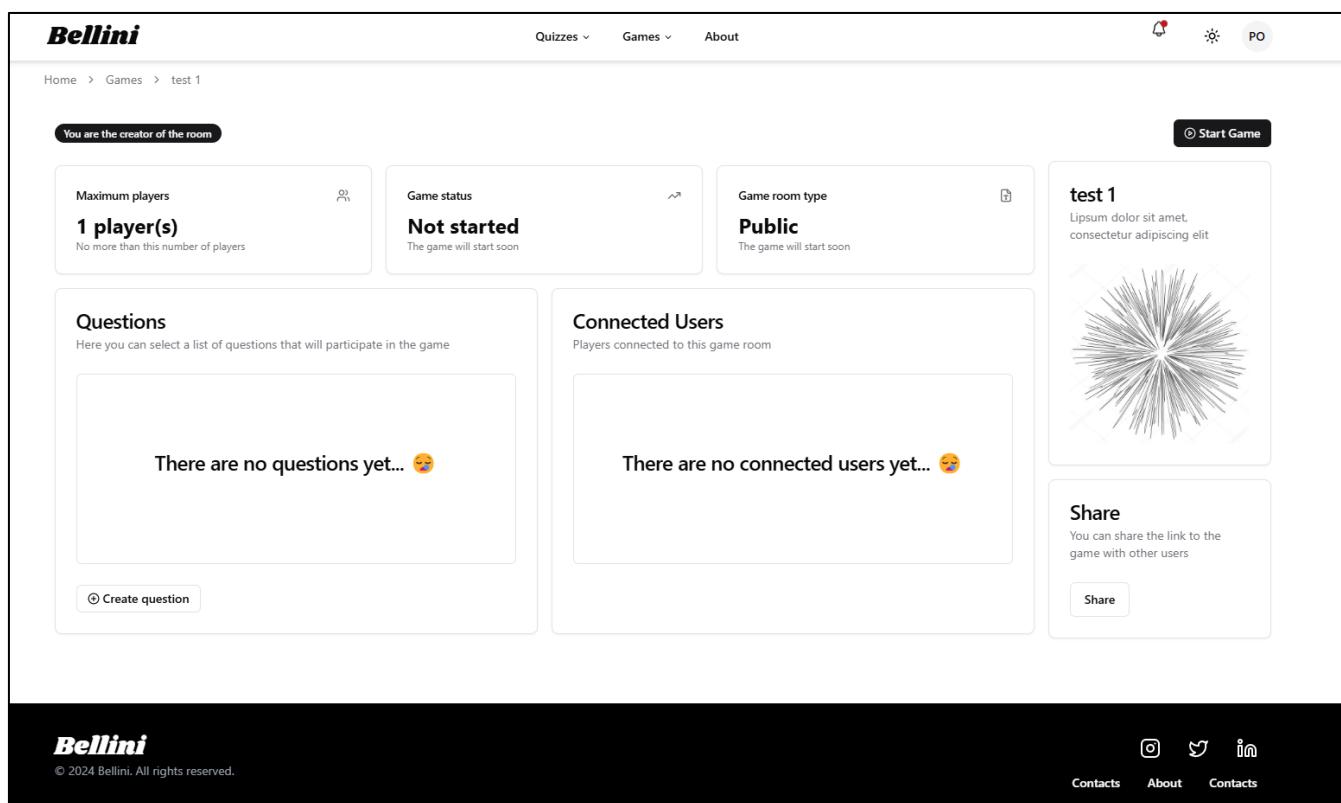 Bellini
Quizzes Games About
PO
Home > Games > test 1
You are the creator of the room
Start Game
Maximum players
1 player(s)
No more than this number of players
Game status
Not started
The game will start soon
Game room type
Public
The game will start soon
test 1
Lipsum dolor sit amet,
consectetur adipiscing elit
Questions
Here you can select a list of questions that will participate in the game
There are no questions yet... 😪
Create question
Connected Users
Players connected to this game room
There are no connected users yet... 😪
Share
You can share the link to the
game with other users
Share
Bellini
© 2024 Bellini. All rights reserved.
Contacts About Contacts